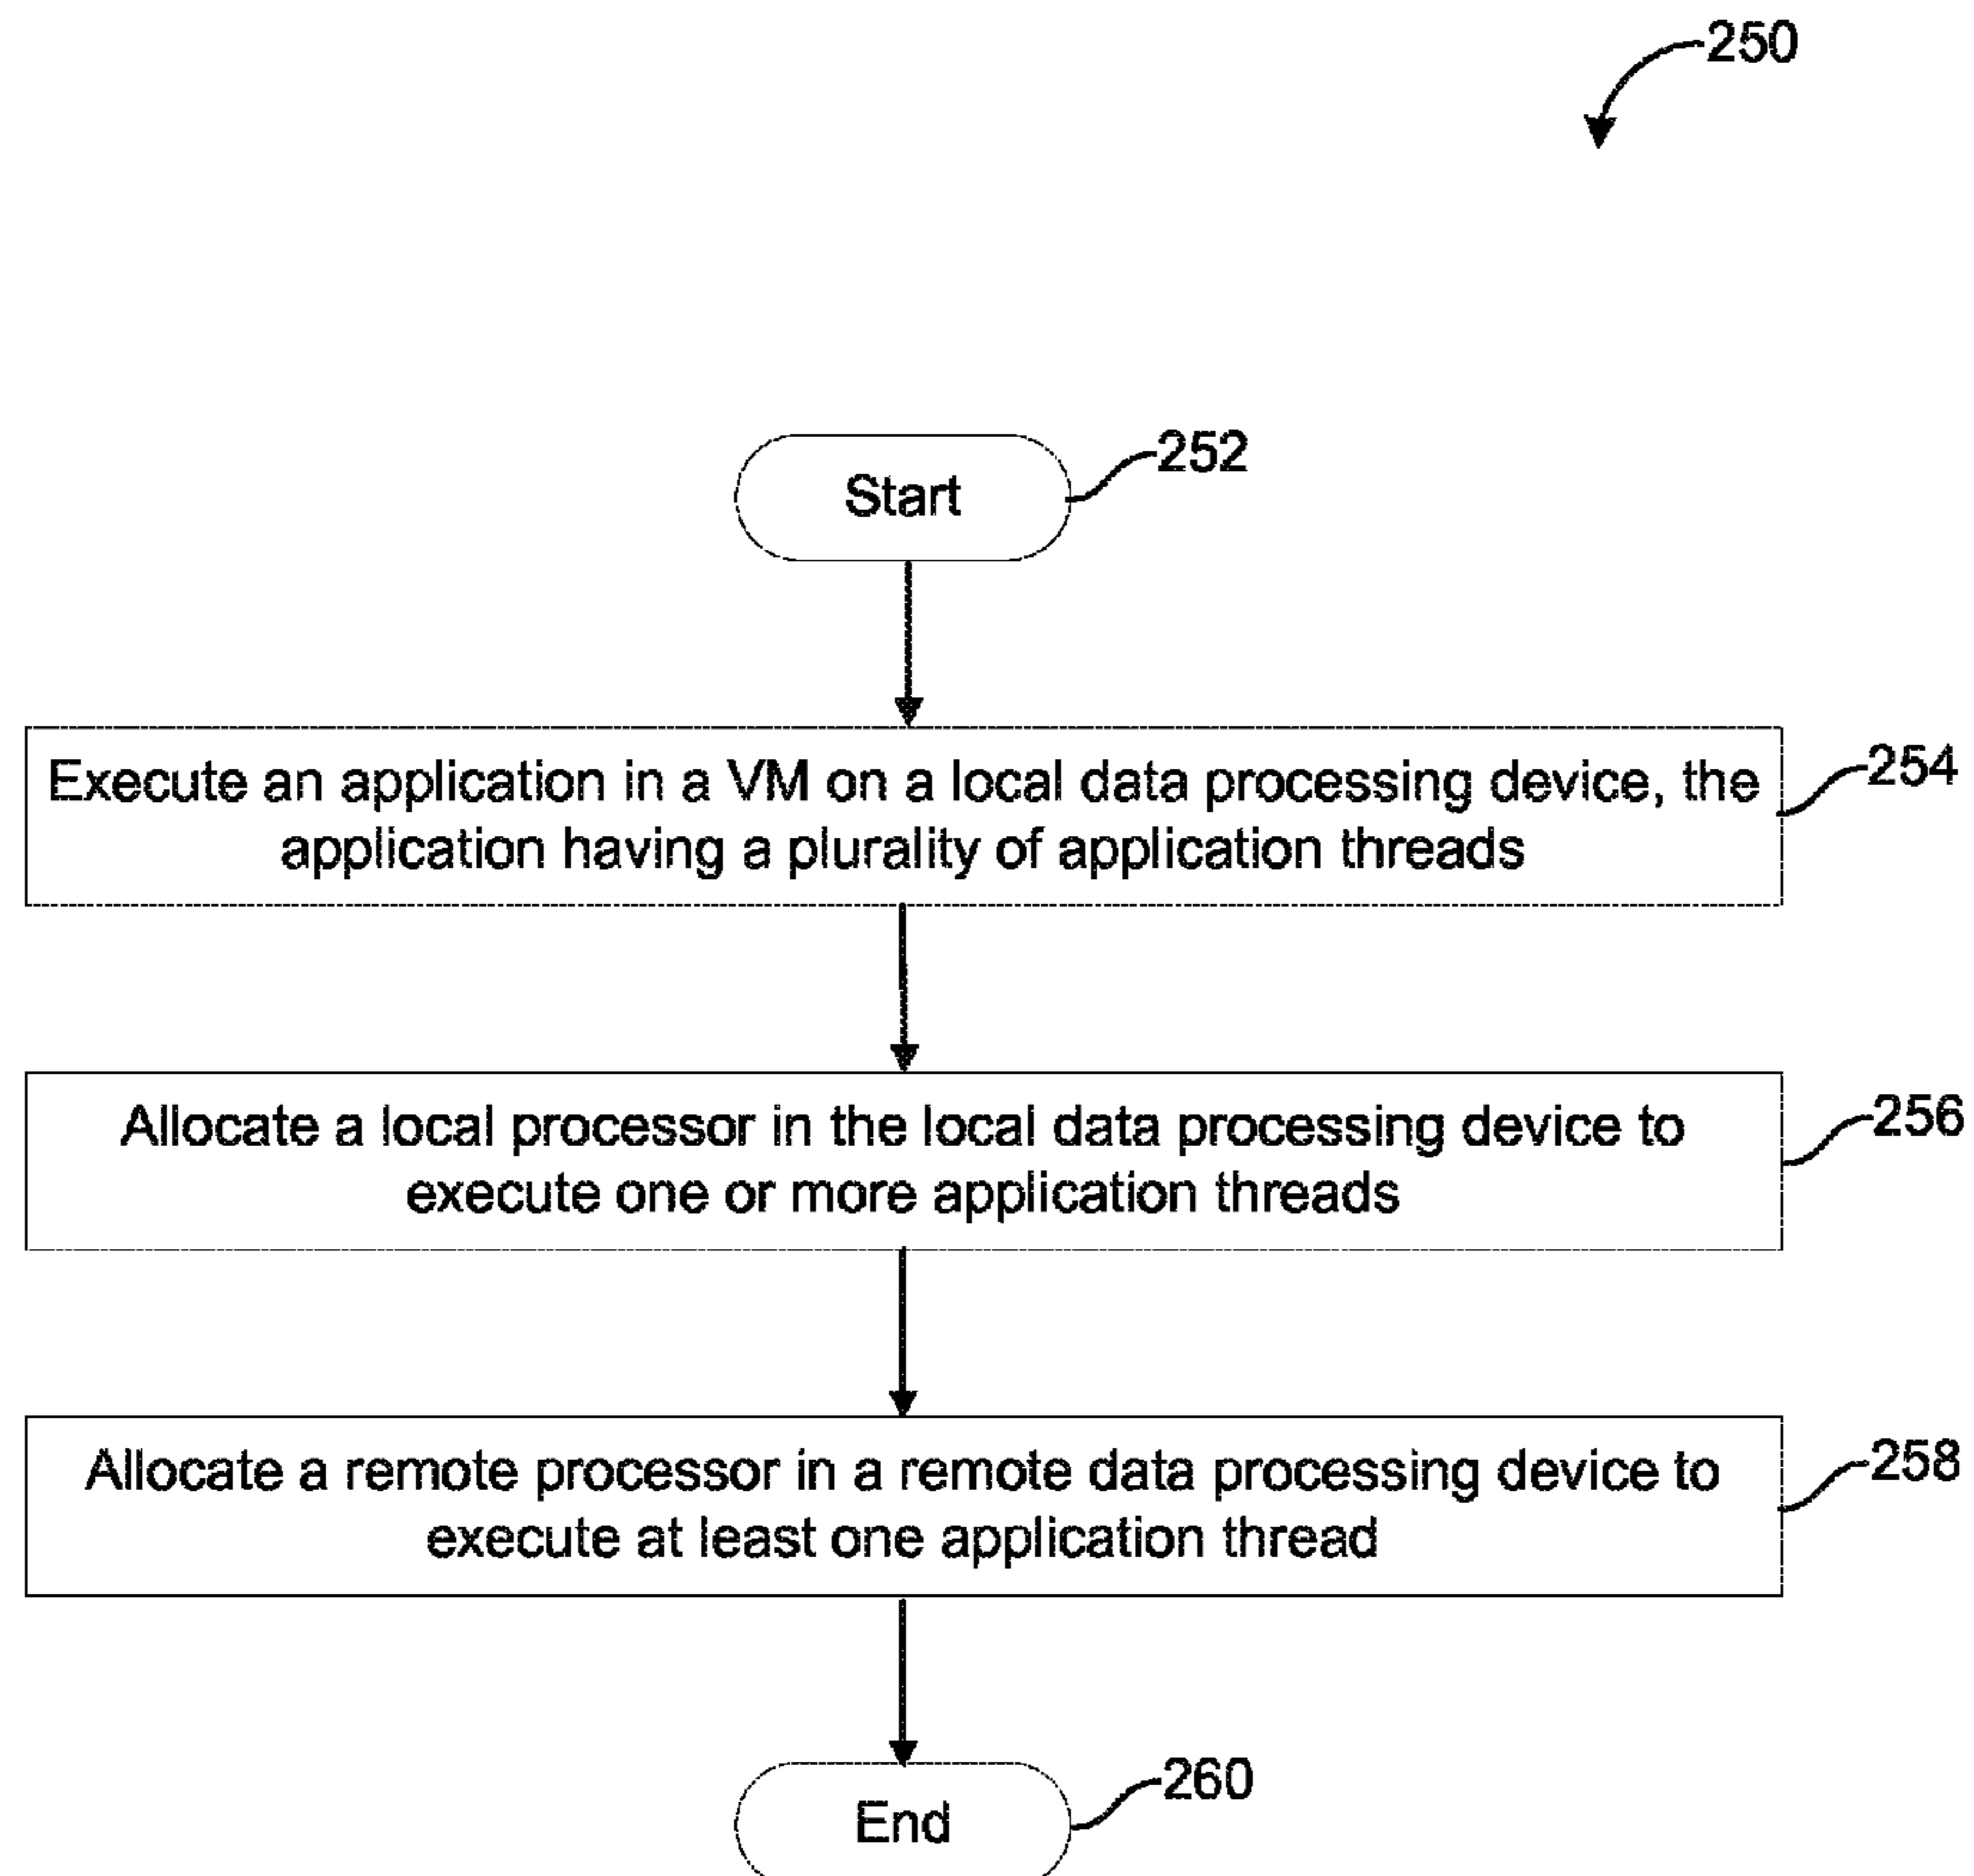 250
Start
252
Execute an application in a VM on a local data processing device, the
application having a plurality of application threads
254
Allocate a local processor in the local data processing device to
execute one or more application threads
256
Allocate a remote processor in a remote data processing device to
execute at least one application thread
258
End
260